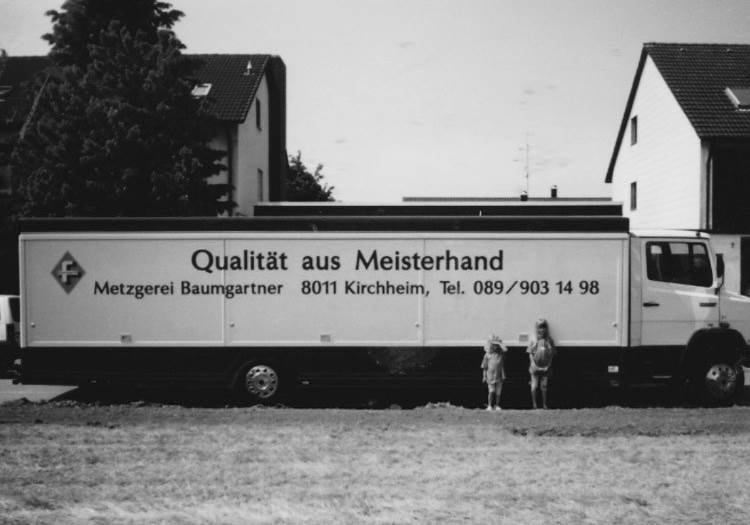 Qualität aus Meisterhand
Metzgerei Baumgartner 8011 Kirchheim, Tel. 089/903 14 98